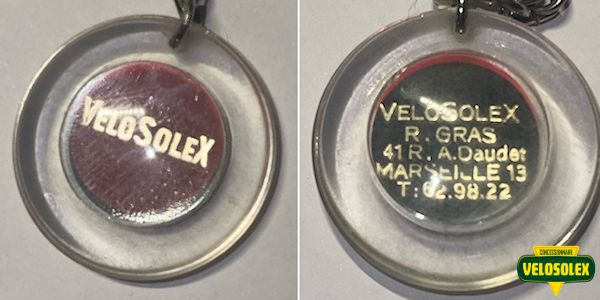 VELOSOLEX
VELOSOLEX
R. GRAS
41 R. A. Daudet
MARSEILLE 13
T: 62.98.22
CONCESSIONNAIRE
VELOSOLEX